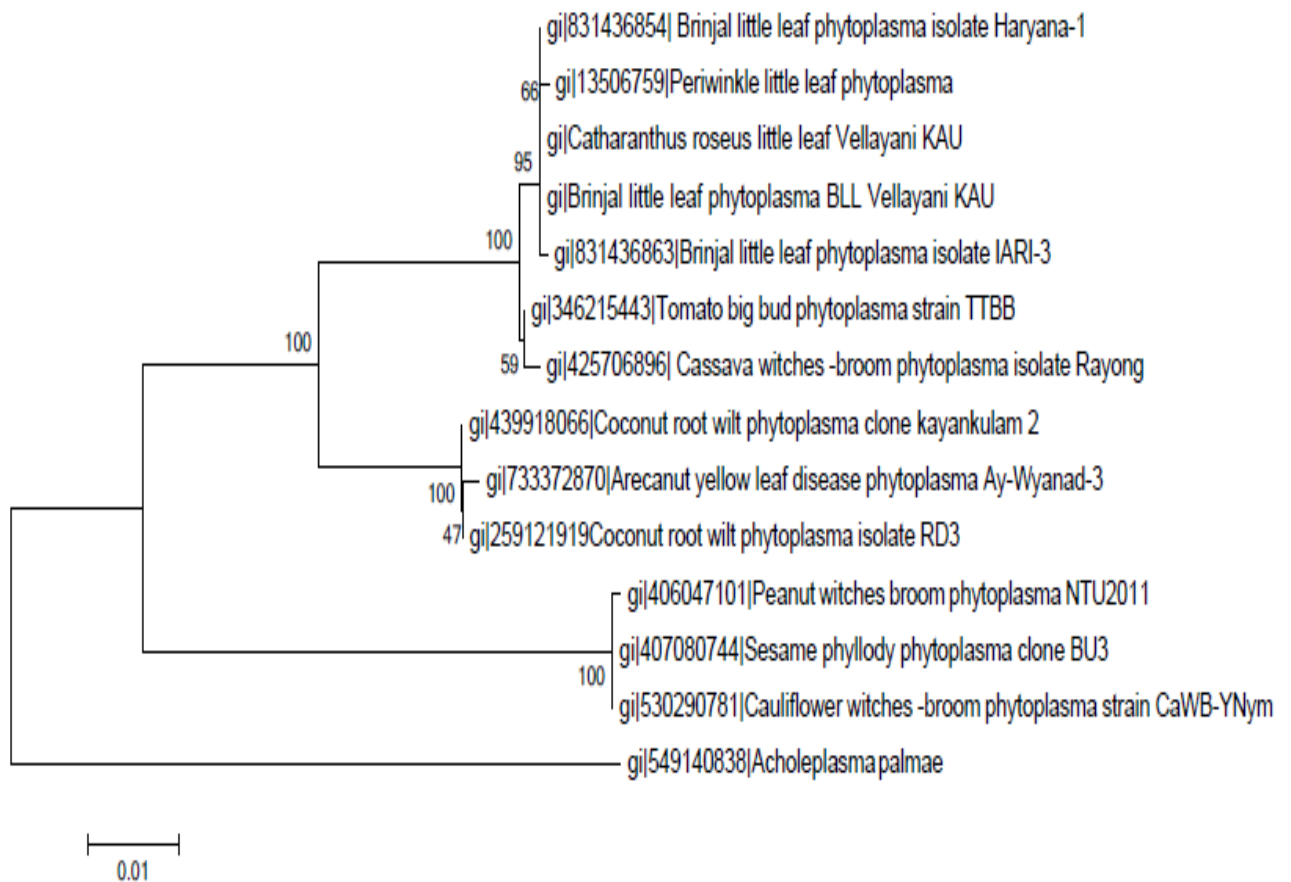 gi|831436854| Brinjal little leaf phytoplasma isolate Haryana-1
66
gi|13506759|Periwinkle little leaf phytoplasma
gi|Catharanthus roseus little leaf Vellayani KAU
95
gi|Brinjal little leaf phytoplasma BLL Vellayani KAU
100
gi|831436863|Brinjal little leaf phytoplasma isolate IARI-3
gi|346215443|Tomato big bud phytoplasma strain TTBB
100
59
gi|425706896| Cassava witches -broom phytoplasma isolate Rayong
gi|439918066|Coconut root wilt phytoplasma clone kayankulam 2
gi|733372870|Arecanut yellow leaf disease phytoplasma Ay-Wyanad-3
100
47
gi|259121919Coconut root wilt phytoplasma isolate RD3
gi|406047101|Peanut witches broom phytoplasma NTU2011
gi|407080744|Sesame phyllody phytoplasma clone BU3
100
gi|530290781|Cauliflower witches -broom phytoplasma strain CaWB-YNym
gi|549140838|Acholeplasma palmae
0.01